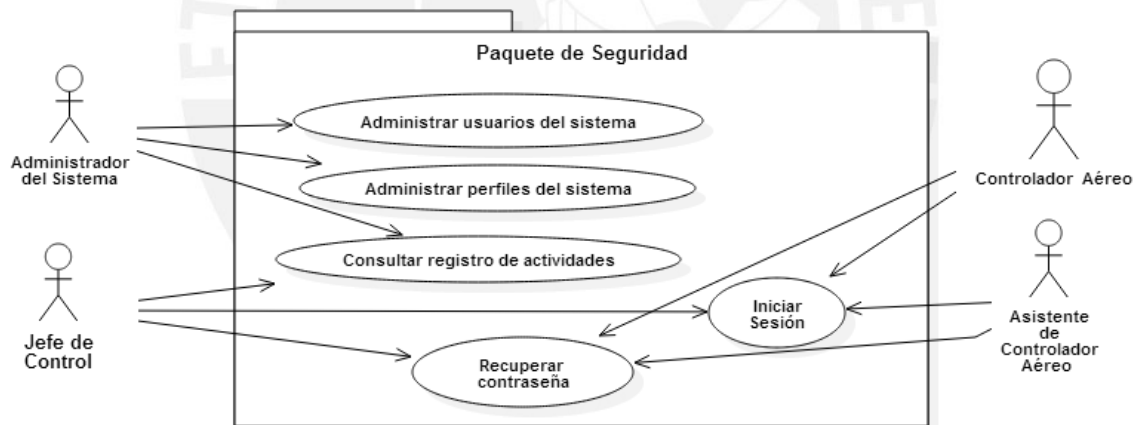 Paquete de Seguridad
Administrar usuarios del sistema
Administrador
del Sistema
Administrar perfiles del sistema
Controlador Aéreo
Consultar registro de actividades
Iniciar
Sesión
Jefe de
Control
Asistente
de
Controlador
Aéreo
Recuperar
contraseña